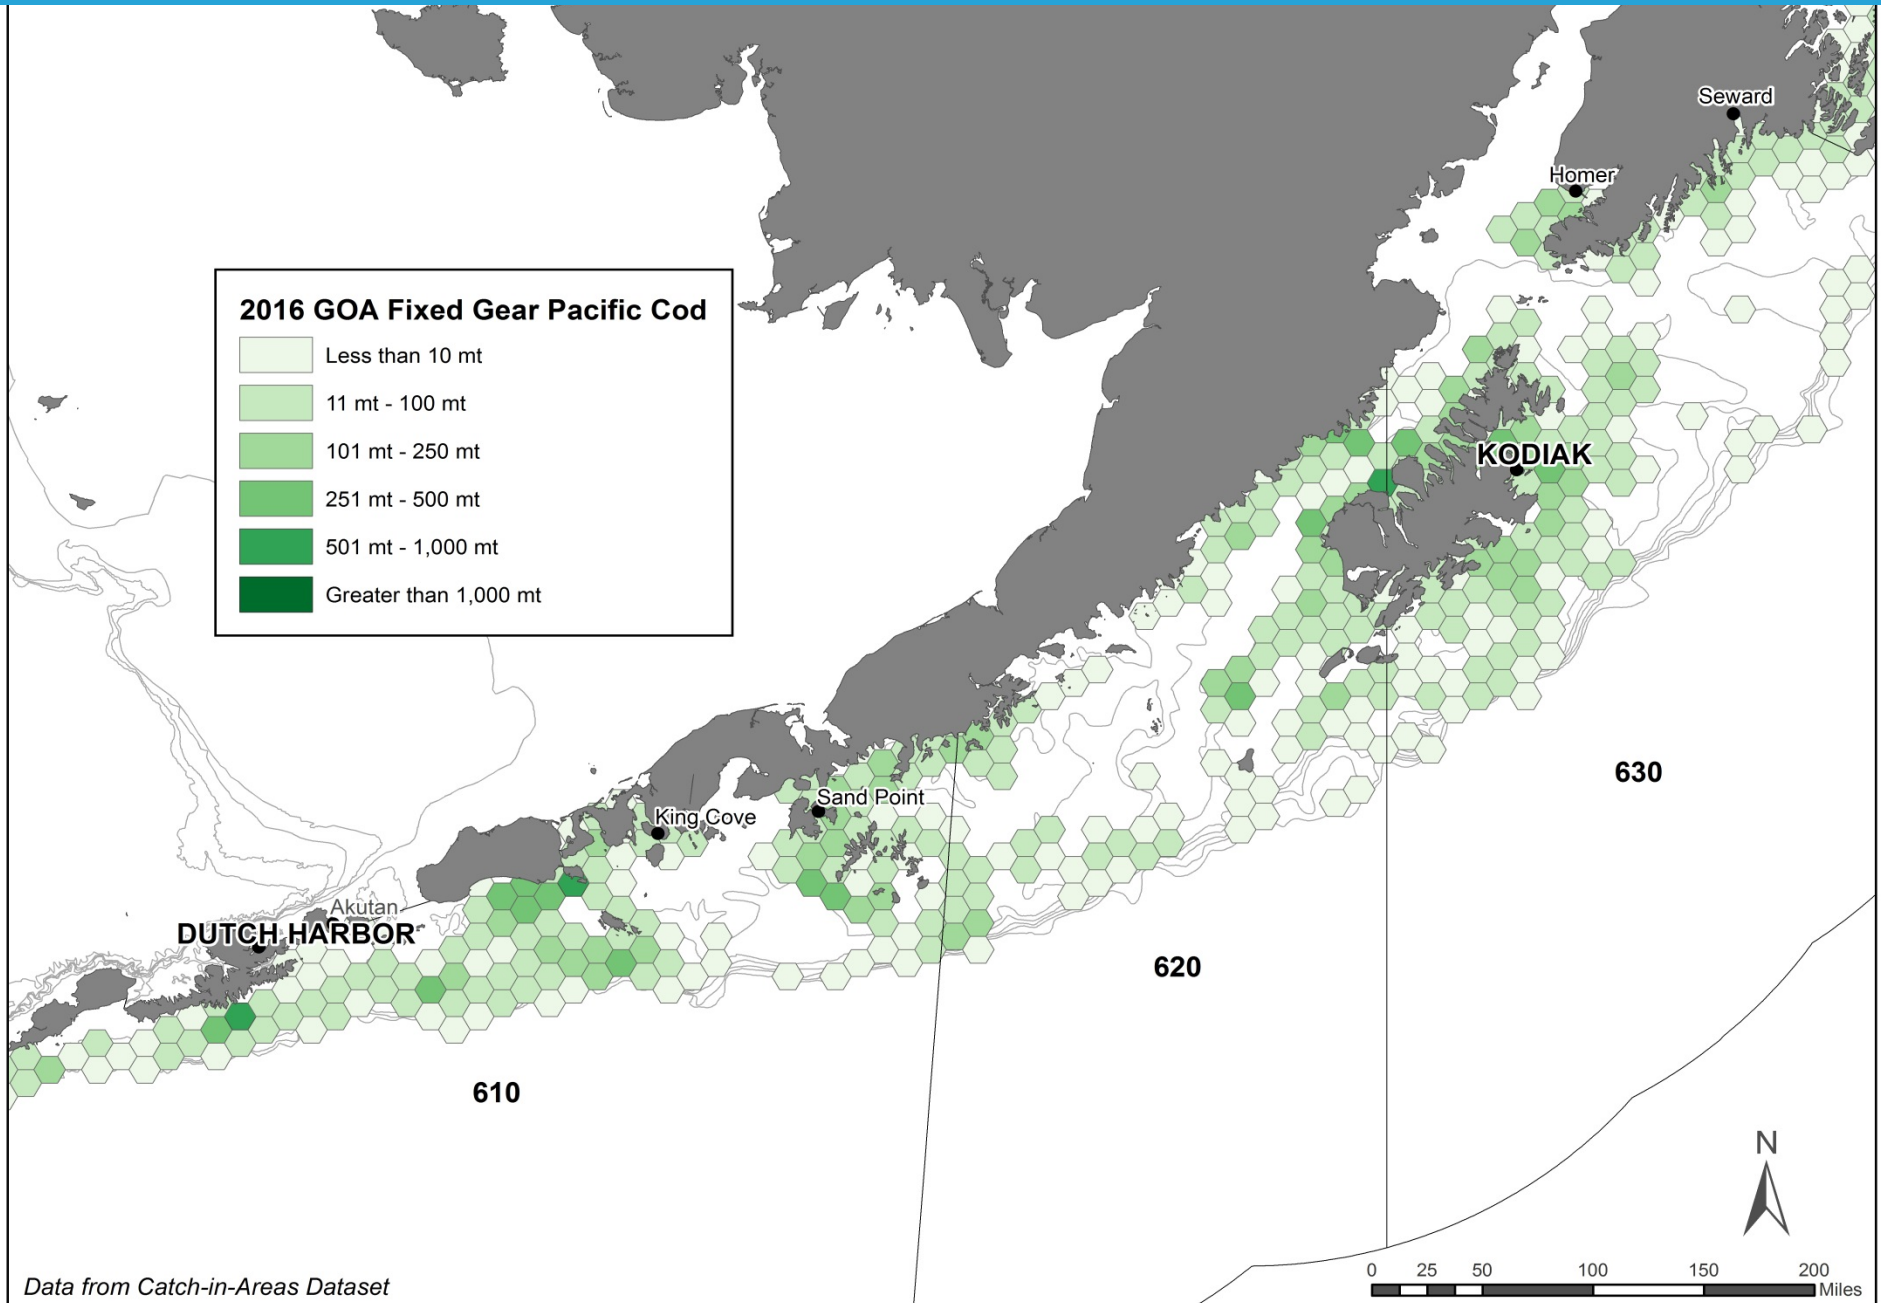 Seward
Homer
2016 GOA Fixed Gear Pacific Cod
Less than 10 mt
11 mt - 100 mt
101 mt - 250 mt
251 mt - 500 mt
501 mt - 1,000 mt
Greater than 1,000 mt
KODIAK
630
Sand Point
King Cove
Akutan
DUTCH HARBOR
620
610
N
0 25 50 100 150 200
Miles
Data from Catch-in-Areas Dataset